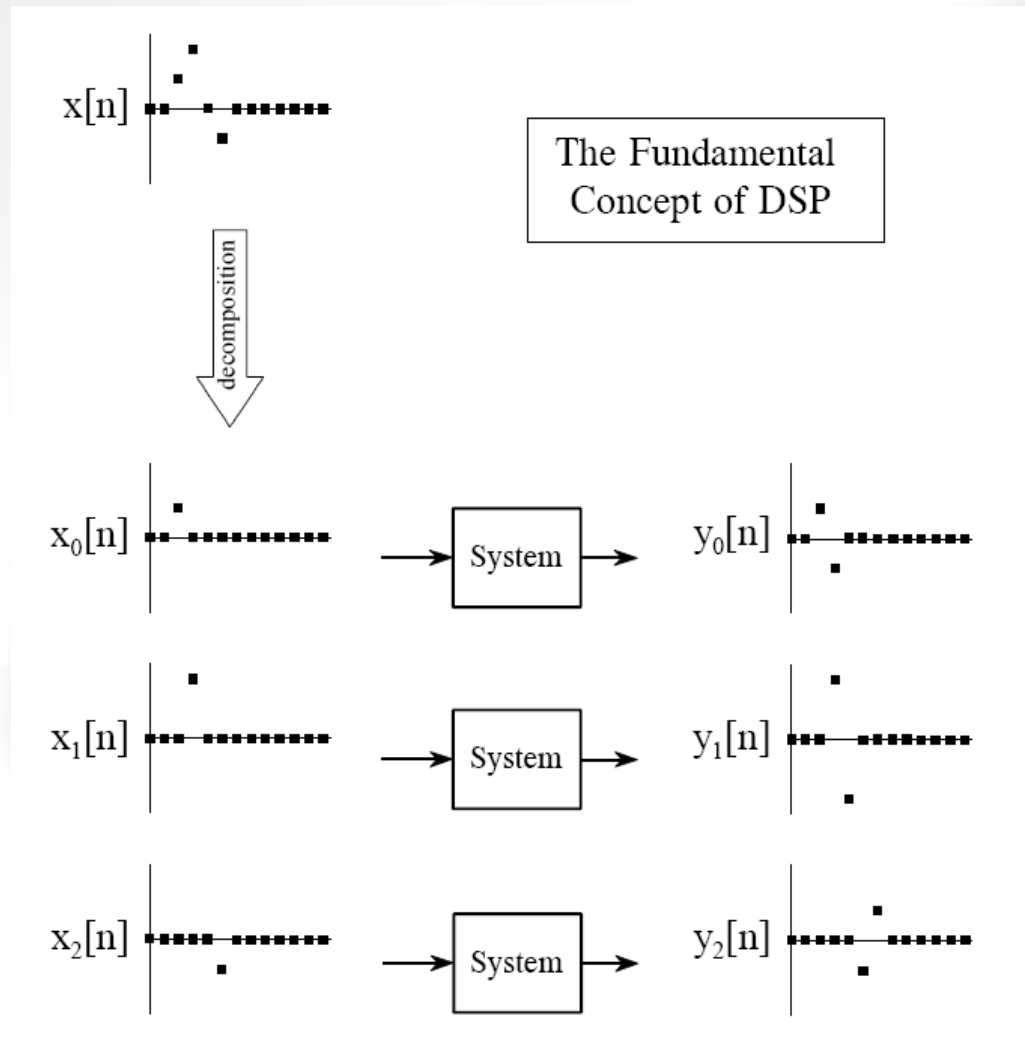 x[n]
The Fundamental
Concept of DSP
decomposition
x₀[n]
System
y₀[n]
x₁[n]
System
y₁[n]
x₂[n]
System
y₂[n]